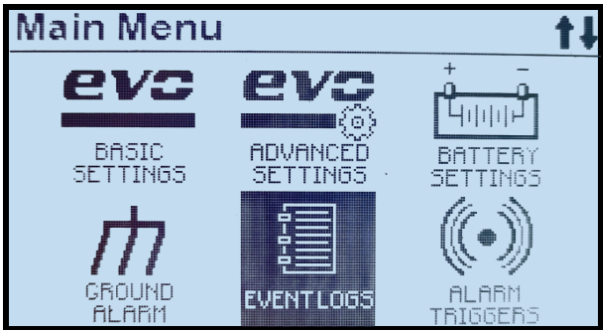 Main Menu
evo
BASIC
SETTINGS
evo
ADVANCED
SETTINGS
+ -
BATTERY
SETTINGS
GROUND
ALARM
EVENT LOGS
ALARM
TRIGGERS